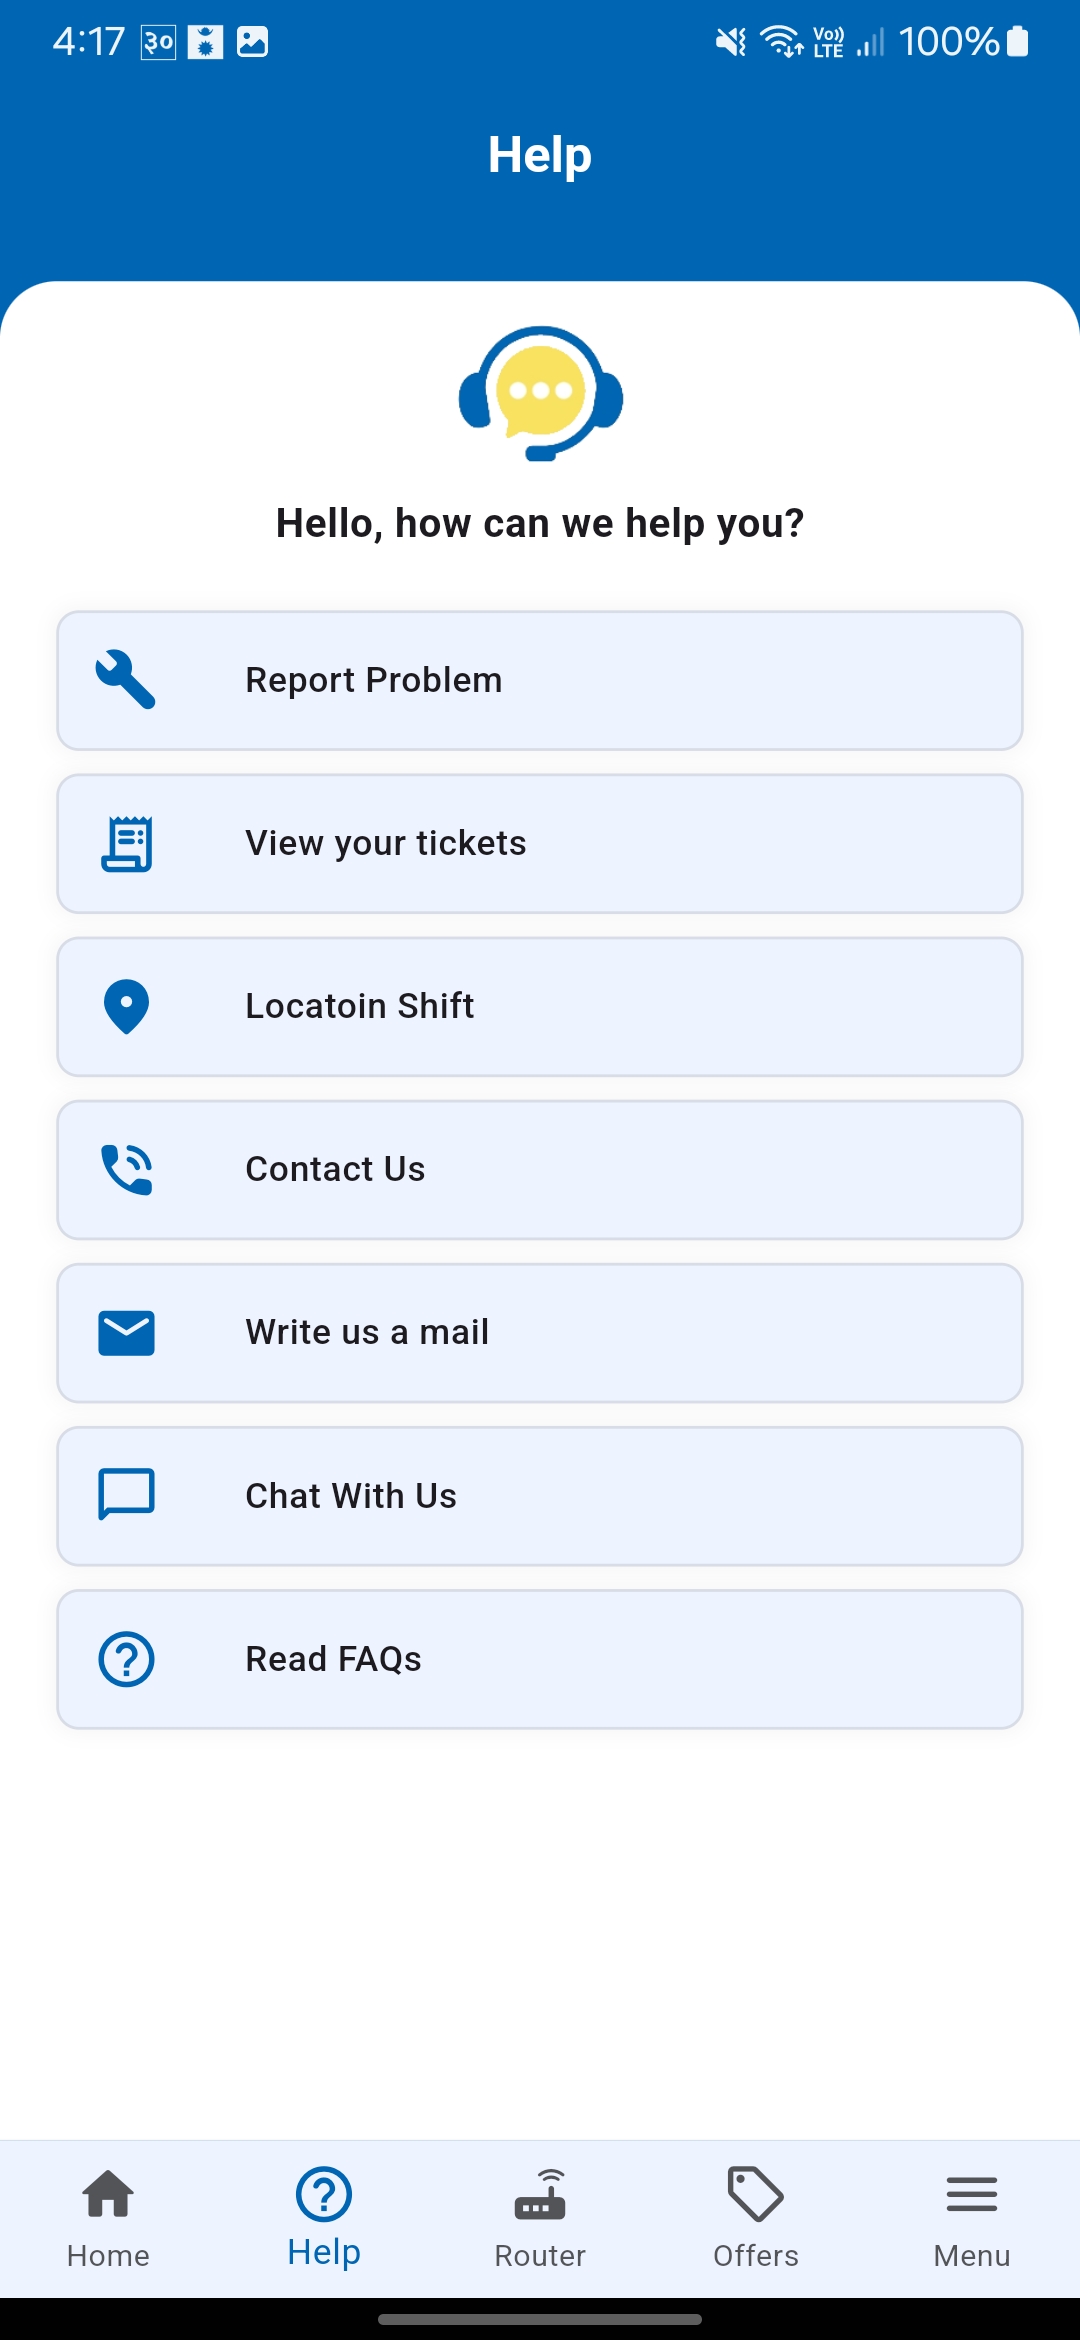 4:17 ३० Vo)) LTE 100%
Help
Hello, how can we help you?
Report Problem
View your tickets
Locatoin Shift
Contact Us
Write us a mail
Chat With Us
Read FAQs
Home Help Router Offers Menu